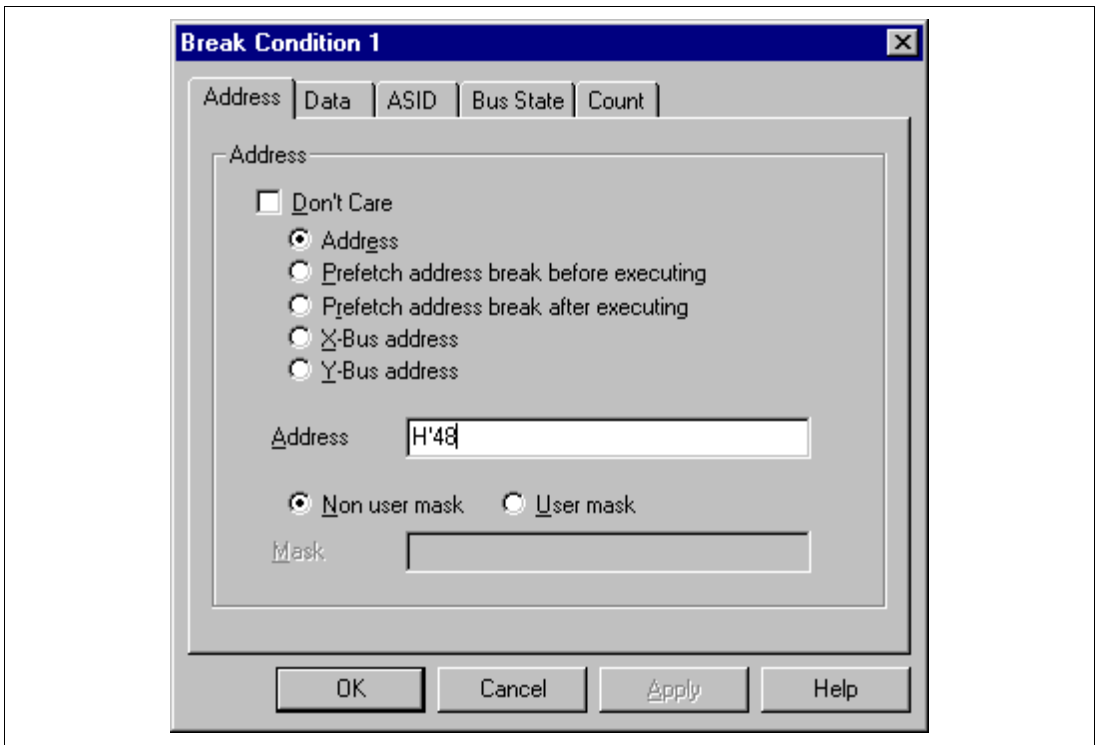 Break Condition 1
Address Data ASID Bus State Count
Address
Don't Care
Address
Prefetch address break before executing
Prefetch address break after executing
X-Bus address
Y-Bus address
Address H'48
Non user mask User mask
Mask
OK Cancel Apply Help